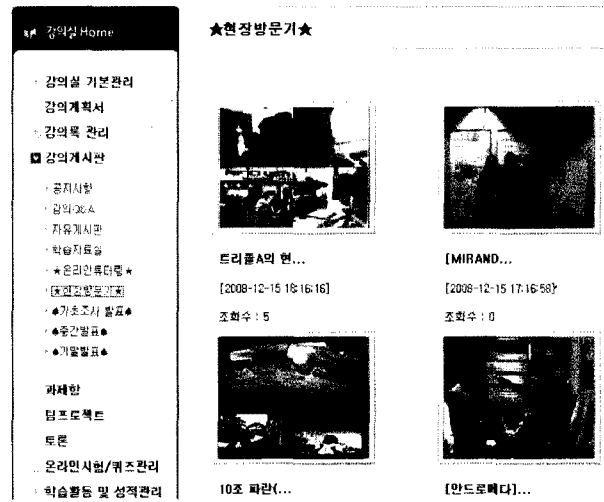 강의실 Home
강의실 기본관리
강의계획서
강의록 관리
강의게시판
공지사항
강의 Q&A
자유게시판
학습자료실
★온라인튜터링★
★현장방문기★
♠기초조사 발표♠
♠중간발표♠
♠기말발표♠
과제함
팀프로젝트
토론
온라인시험/퀴즈관리
학습활동 및 성적관리
★현장방문기★
트리플A의 현...
[2008-12-15 18:16:16]
조회수 : 5
[MIRAND...
[2008-12-15 17:16:58]
조회수 : 0
10조 파란(...
[안드로메다]...